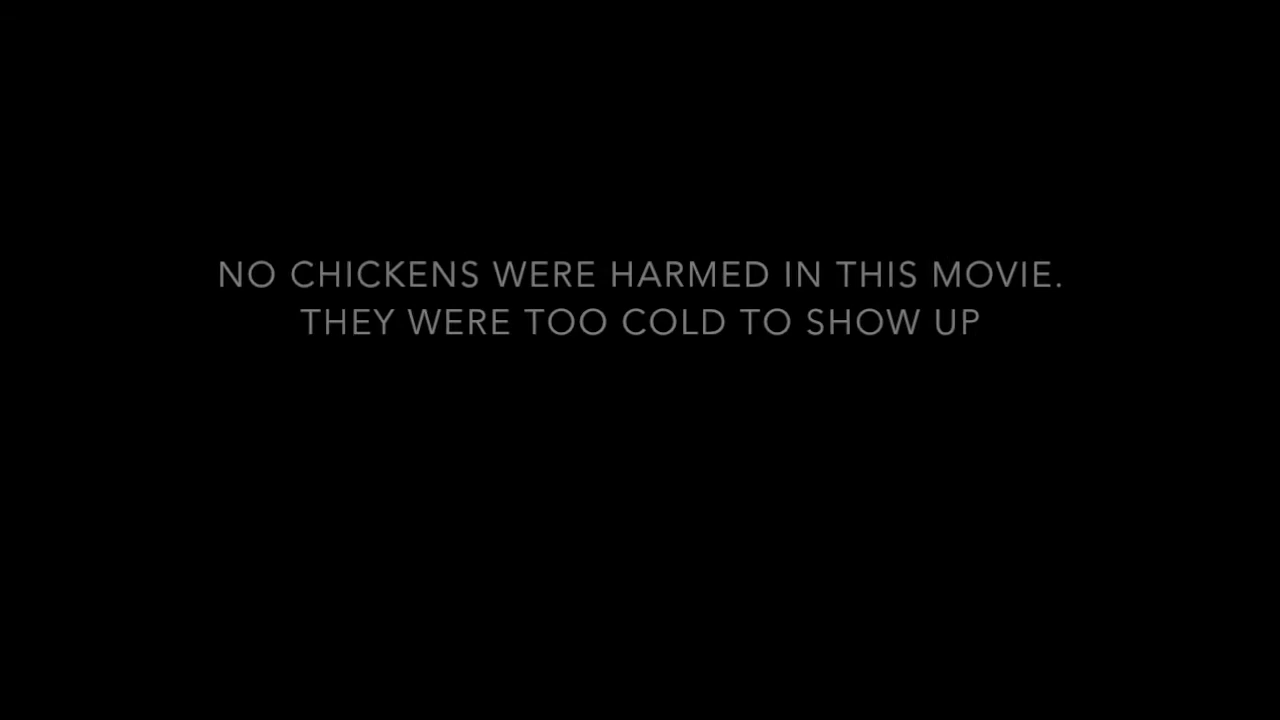 NO CHICKENS WERE HARMED IN THIS MOVIE.
THEY WERE TOO COLD TO SHOW UP